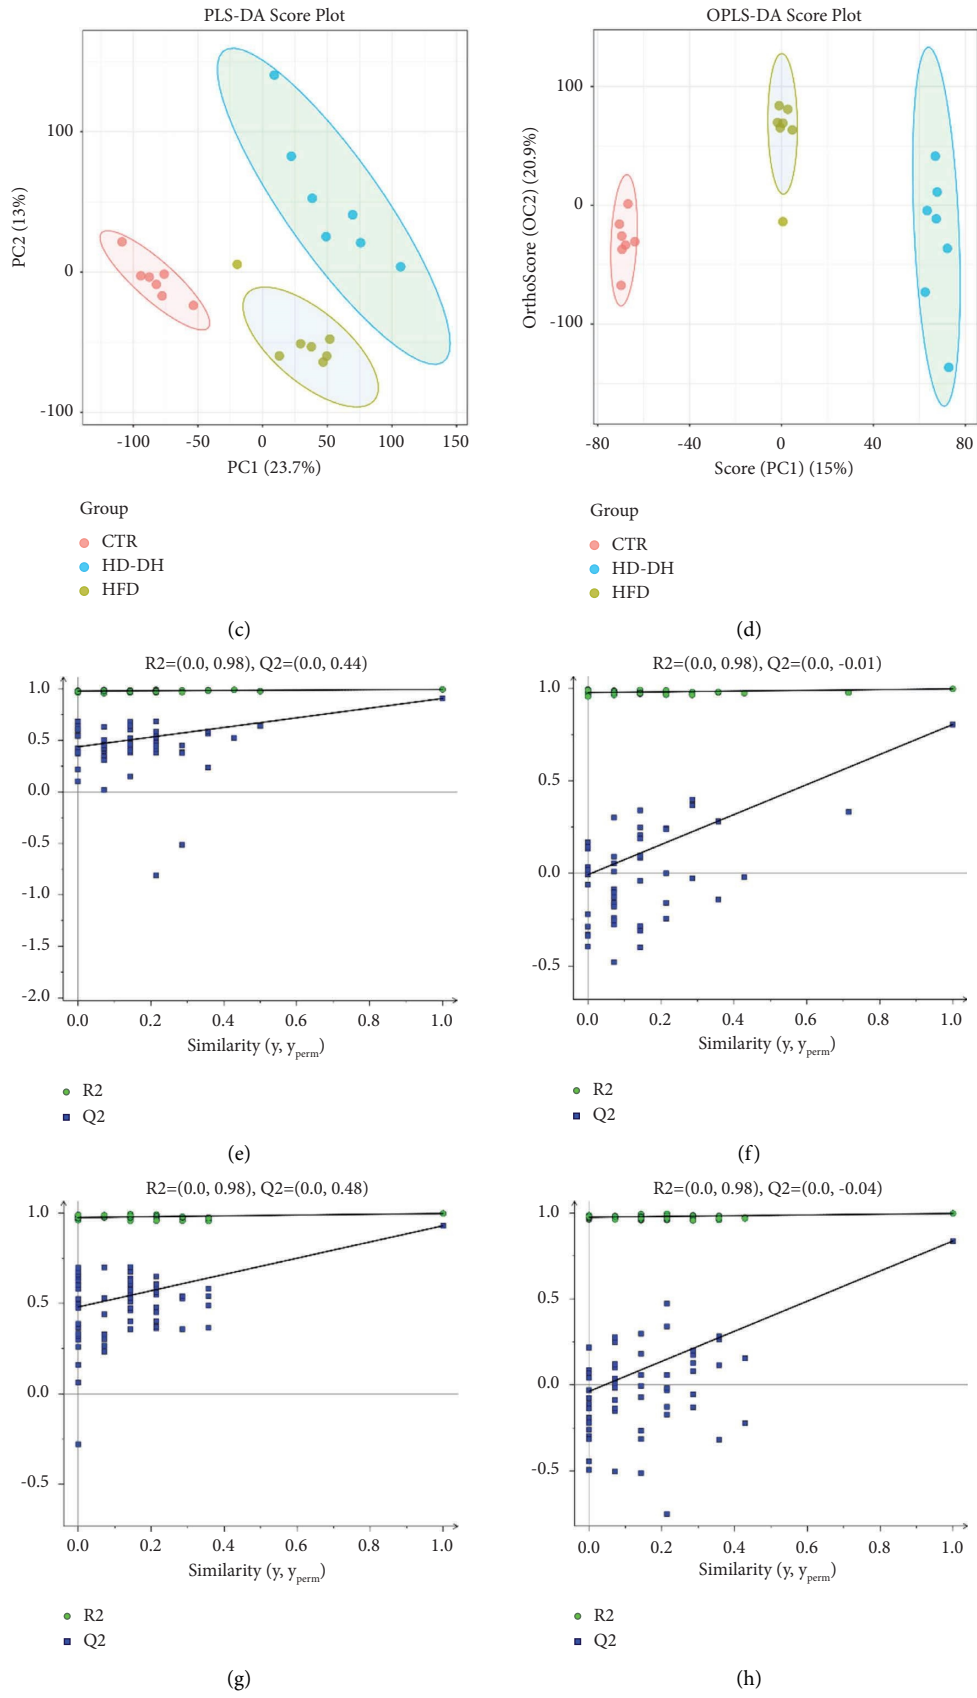 PLS-DA Score Plot
100
0
-100
PC2 (13%)
-100 -50 0 50 100 150
PC1 (23.7%)
Group
CTR
HD-DH
HFD
(c)
OPLS-DA Score Plot
100
0
-100
OrthoScore (OC2) (20.9%)
-80 -40 0 40 80
Score (PC1) (15%)
Group
CTR
HD-DH
HFD
(d)
R2=(0.0, 0.98), Q2=(0.0, 0.44)
1.0
0.5
0.0
-0.5
-1.0
-1.5
-2.0
0.0 0.2 0.4 0.6 0.8 1.0
Similarity (y, yperm)
R2
Q2
(e)
R2=(0.0, 0.98), Q2=(0.0, -0.01)
1.0
0.5
0.0
-0.5
0.0 0.2 0.4 0.6 0.8 1.0
Similarity (y, yperm)
R2
Q2
(f)
R2=(0.0, 0.98), Q2=(0.0, 0.48)
1.0
0.5
0.0
-0.5
0.0 0.2 0.4 0.6 0.8 1.0
Similarity (y, yperm)
R2
Q2
(g)
R2=(0.0, 0.98), Q2=(0.0, -0.04)
1.0
0.5
0.0
-0.5
0.0 0.2 0.4 0.6 0.8 1.0
Similarity (y, yperm)
R2
Q2
(h)